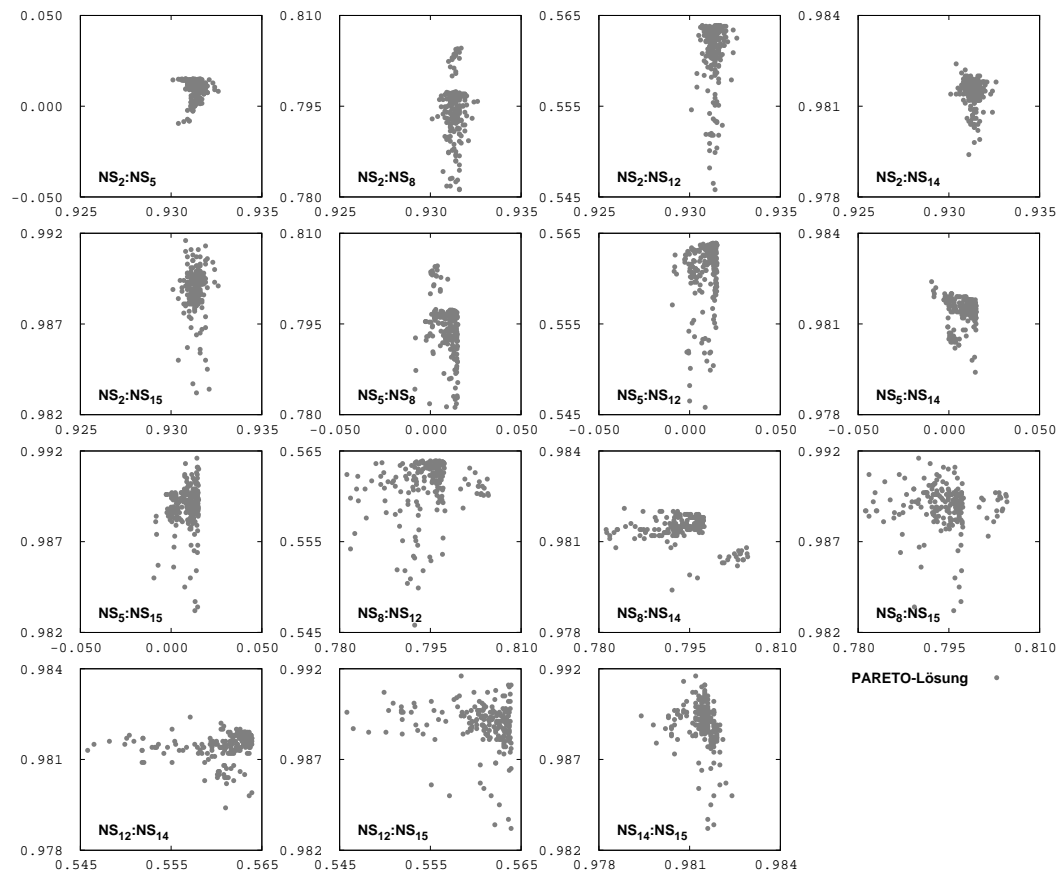 0.050 0.810 0.565 0.984
0.000 0.795 0.555 0.981
NS2:NS5 NS2:NS8 NS2:NS12 NS2:NS14
−0.050 0.780 0.545 0.978
0.925 0.930 0.935 0.925 0.930 0.935 0.925 0.930 0.935 0.925 0.930 0.935
0.992 0.810 0.565 0.984
0.987 0.795 0.555 0.981
NS2:NS15 NS5:NS8 NS5:NS12 NS5:NS14
0.982 0.780 0.545 0.978
0.925 0.930 0.935 −0.050 0.000 0.050 −0.050 0.000 0.050 −0.050 0.000 0.050
0.992 0.565 0.984 0.992
0.987 0.555 0.981 0.987
NS5:NS15 NS8:NS12 NS8:NS14 NS8:NS15
0.982 0.545 0.978 0.982
−0.050 0.000 0.050 0.780 0.795 0.810 0.780 0.795 0.810 0.780 0.795 0.810
0.984 0.992 0.992
PARETO-Lösung
0.981 0.987 0.987
NS12:NS14 NS12:NS15 NS14:NS15
0.978 0.982 0.982
0.545 0.555 0.565 0.545 0.555 0.565 0.978 0.981 0.984